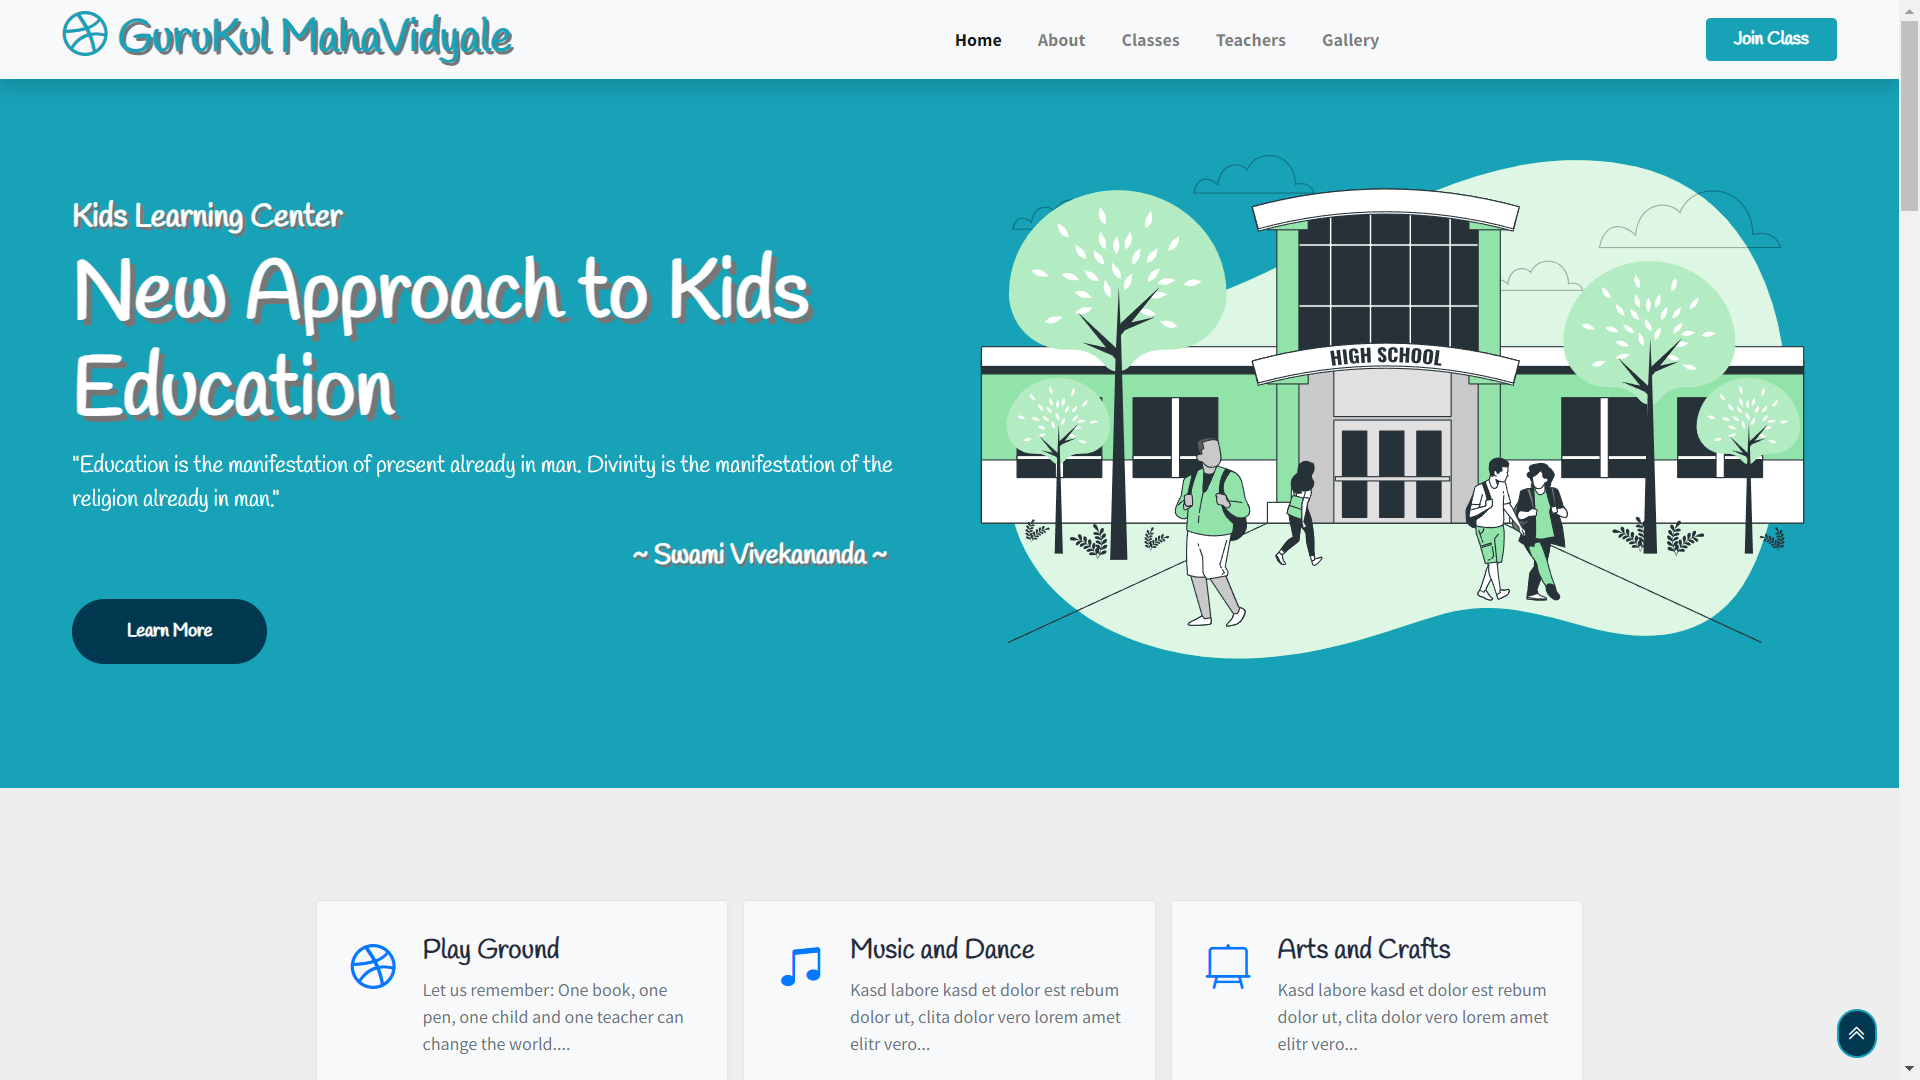 GuruKul MahaVidyale
Home About Classes Teachers Gallery
Join Class
Kids Learning Center
New Approach to Kids
Education
"Education is the manifestation of present already in man. Divinity is the manifestation of the
religion already in man."
~ Swami Vivekananda ~
Learn More
HIGH SCHOOL
Play Ground
Let us remember: One book, one
pen, one child and one teacher can
change the world....
Music and Dance
Kasd labore kasd et dolor est rebum
dolor ut, clita dolor vero lorem amet
elitr vero...
Arts and Crafts
Kasd labore kasd et dolor est rebum
dolor ut, clita dolor vero lorem amet
elitr vero...